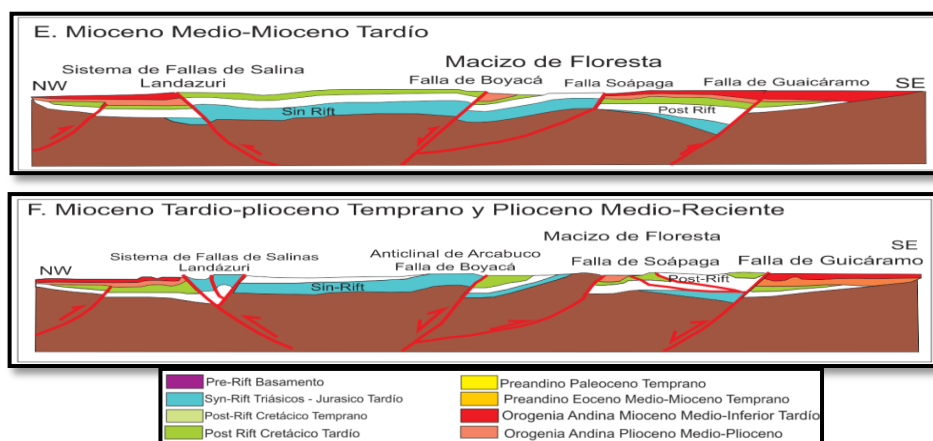 E. Mioceno Medio-Mioceno Tardío
Macizo de Floresta
Sistema de Fallas de Salina
Landazuri
Falla de Boyacá
Falla Soápaga
Falla de Guaicáramo
NW
SE
Sin Rift
Post Rift
F. Mioceno Tardio-plioceno Temprano y Plioceno Medio-Reciente
Macizo de Floresta
Anticlinal de Arcabuco
SE
Sistema de Fallas de Salinas
Landázuri
Falla de Boyacá
Falla de Soápaga
Falla de Guicáramo
NW
Sin-Rift
Post-Rift
Pre-Rift Basamento
Syn-Rift Triásicos - Jurasico Tardío
Post-Rift Cretácico Temprano
Post Rift Cretácico Tardío
Preandino Paleoceno Temprano
Preandino Eoceno Medio-Mioceno Temprano
Orogenia Andina Mioceno Medio-Inferior Tardío
Orogenia Andina Plioceno Medio-Plioceno